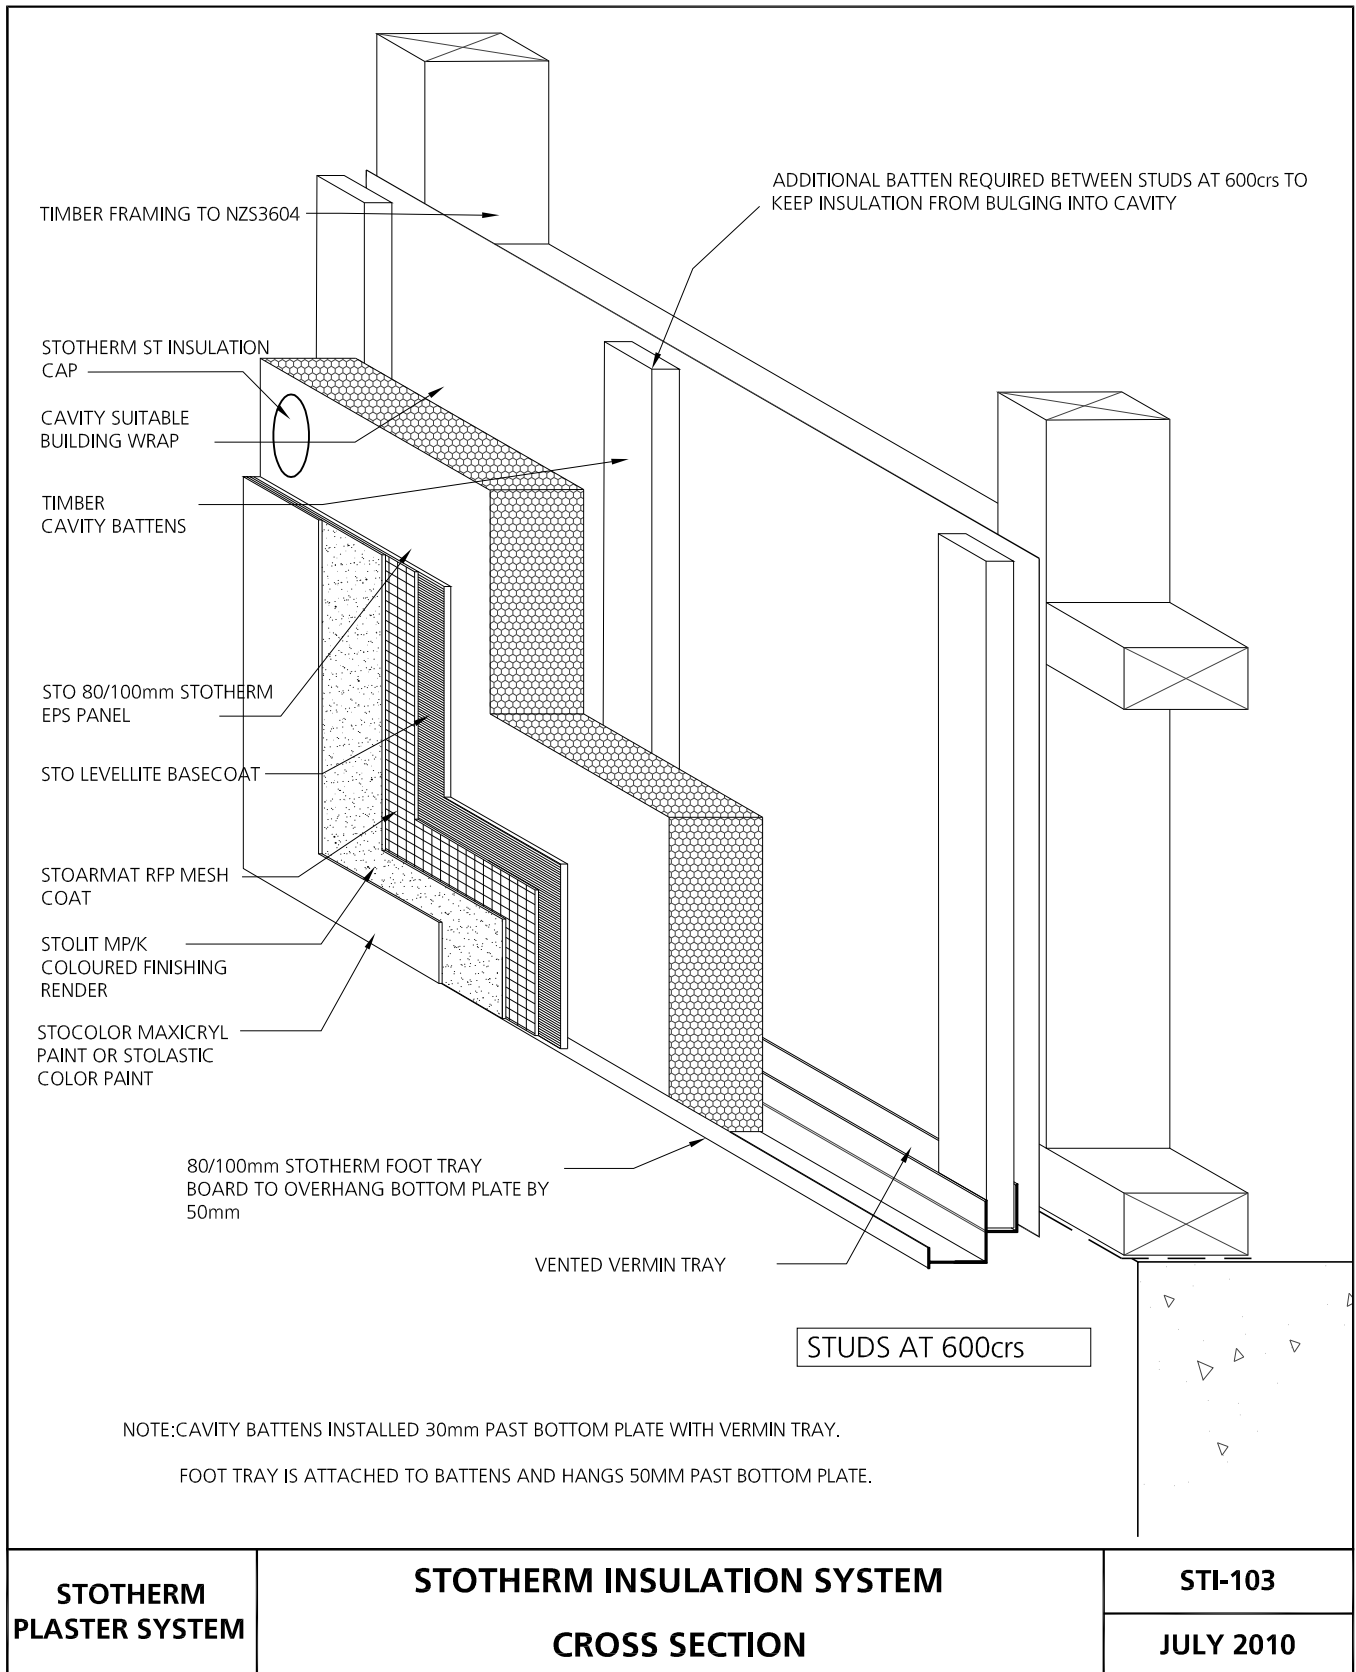 TIMBER FRAMING TO NZS3604
ADDITIONAL BATTEN REQUIRED BETWEEN STUDS AT 600crs TO
KEEP INSULATION FROM BULGING INTO CAVITY
STOTHERM ST INSULATION
CAP
CAVITY SUITABLE
BUILDING WRAP
TIMBER
CAVITY BATTENS
STO 80/100mm STOTHERM
EPS PANEL
STO LEVELLITE BASECOAT
STOARMAT RFP MESH
COAT
STOLIT MP/K
COLOURED FINISHING
RENDER
STOCOLOR MAXICRYL
PAINT OR STOLASTIC
COLOR PAINT
80/100mm STOTHERM FOOT TRAY
BOARD TO OVERHANG BOTTOM PLATE BY
50mm
VENTED VERMIN TRAY
STUDS AT 600crs
NOTE:CAVITY BATTENS INSTALLED 30mm PAST BOTTOM PLATE WITH VERMIN TRAY.
FOOT TRAY IS ATTACHED TO BATTENS AND HANGS 50MM PAST BOTTOM PLATE.
STOTHERM
PLASTER SYSTEM
STOTHERM INSULATION SYSTEM
CROSS SECTION
STI-103
JULY 2010